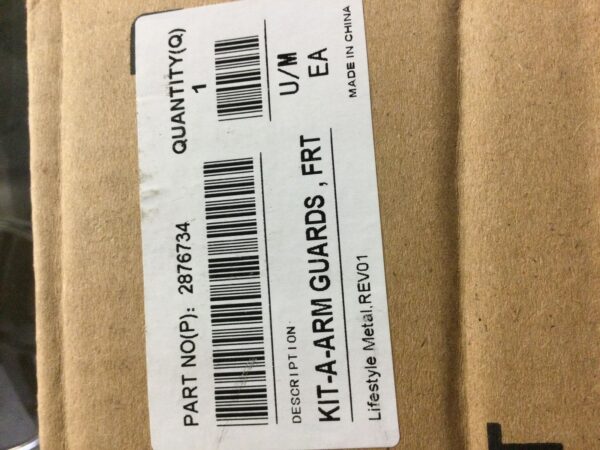 PART NO(P): 2876734
QUANTITY(Q)
1
DESCRIPTION
U/M
KIT-A-ARM GUARDS , FRT
EA
Lifestyle Metal,REV01
MADE IN CHINA
T